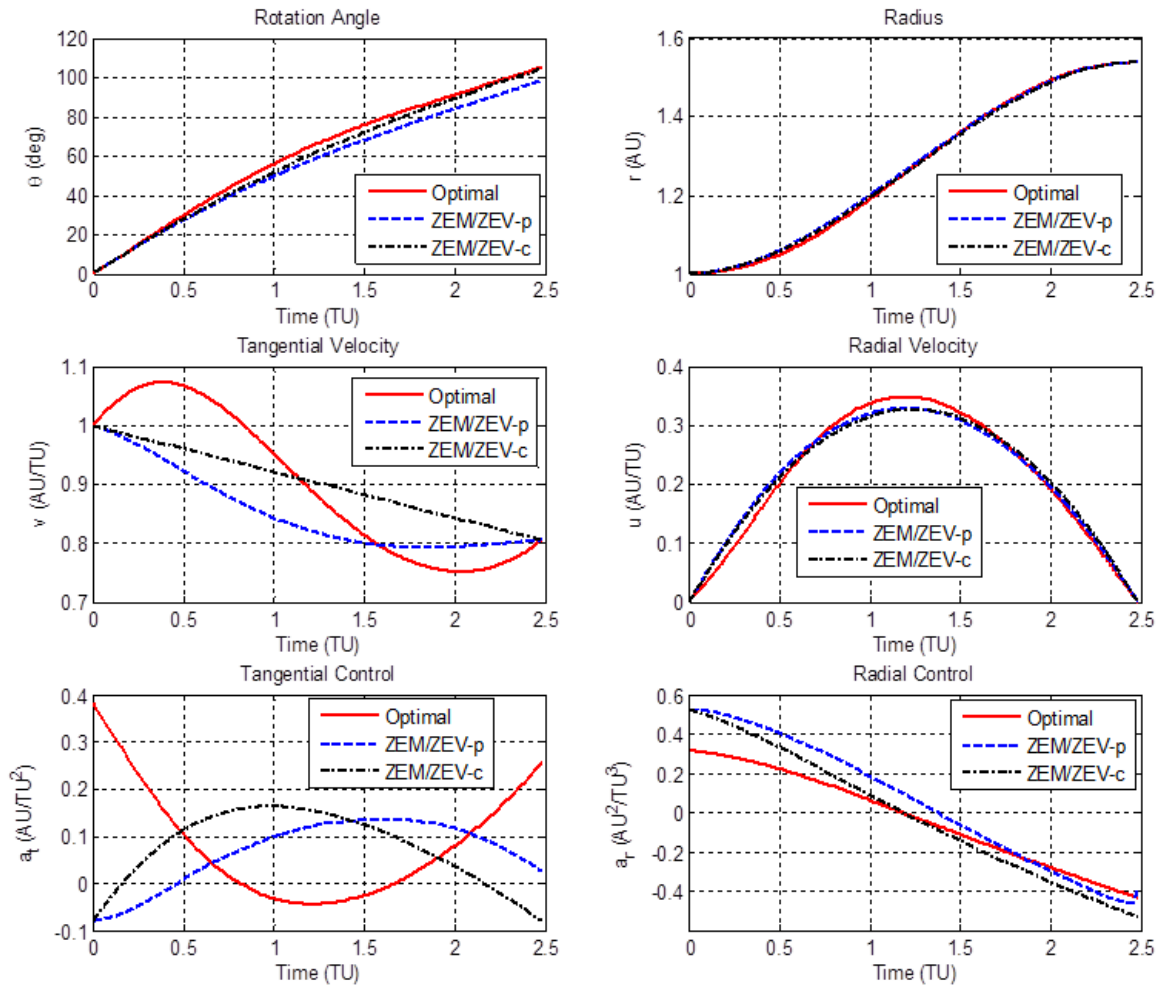 Rotation Angle
120
100
80
60
40
20
0
θ (deg)
0 0.5 1 1.5 2 2.5
Time (TU)
Optimal
ZEM/ZEV-p
ZEM/ZEV-c
Radius
1.6
1.4
1.2
1
r (AU)
0 0.5 1 1.5 2 2.5
Time (TU)
Optimal
ZEM/ZEV-p
ZEM/ZEV-c
Tangential Velocity
1.1
1
0.9
0.8
0.7
v (AU/TU)
0 0.5 1 1.5 2 2.5
Time (TU)
Optimal
ZEM/ZEV-p
ZEM/ZEV-c
Radial Velocity
0.4
0.3
0.2
0.1
0
u (AU/TU)
0 0.5 1 1.5 2 2.5
Time (TU)
Optimal
ZEM/ZEV-p
ZEM/ZEV-c
Tangential Control
0.4
0.3
0.2
0.1
0
-0.1
a_t (AU/TU^2)
0 0.5 1 1.5 2 2.5
Time (TU)
Optimal
ZEM/ZEV-p
ZEM/ZEV-c
Radial Control
0.6
0.4
0.2
0
-0.2
-0.4
a_r (AU^2/TU^3)
0 0.5 1 1.5 2 2.5
Time (TU)
Optimal
ZEM/ZEV-p
ZEM/ZEV-c